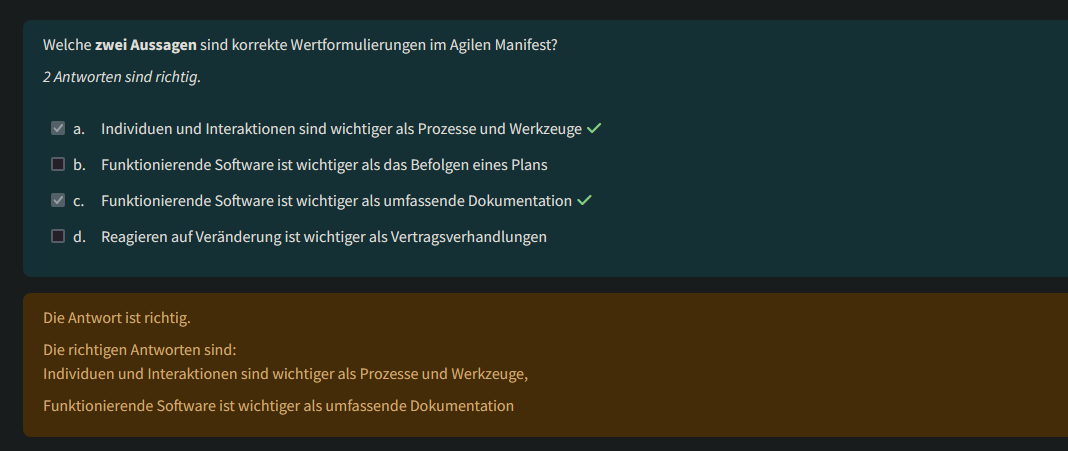 Welche zwei Aussagen sind korrekte Wertformulierungen im Agilen Manifest?
2 Antworten sind richtig.
a. Individuen und Interaktionen sind wichtiger als Prozesse und Werkzeuge
b. Funktionierende Software ist wichtiger als das Befolgen eines Plans
c. Funktionierende Software ist wichtiger als umfassende Dokumentation
d. Reagieren auf Veränderung ist wichtiger als Vertragsverhandlungen
Die Antwort ist richtig.
Die richtigen Antworten sind:
Individuen und Interaktionen sind wichtiger als Prozesse und Werkzeuge,
Funktionierende Software ist wichtiger als umfassende Dokumentation